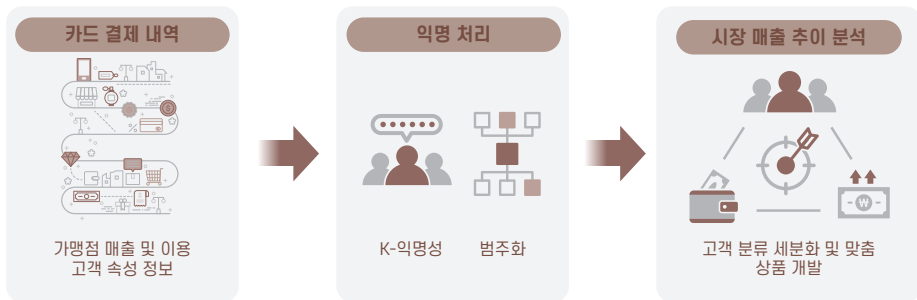 카드 결제 내역
가맹점 매출 및 이용
고객 속성 정보
익명 처리
K-익명성
범주화
시장 매출 추이 분석
₩
고객 분류 세분화 및 맞춤
상품 개발